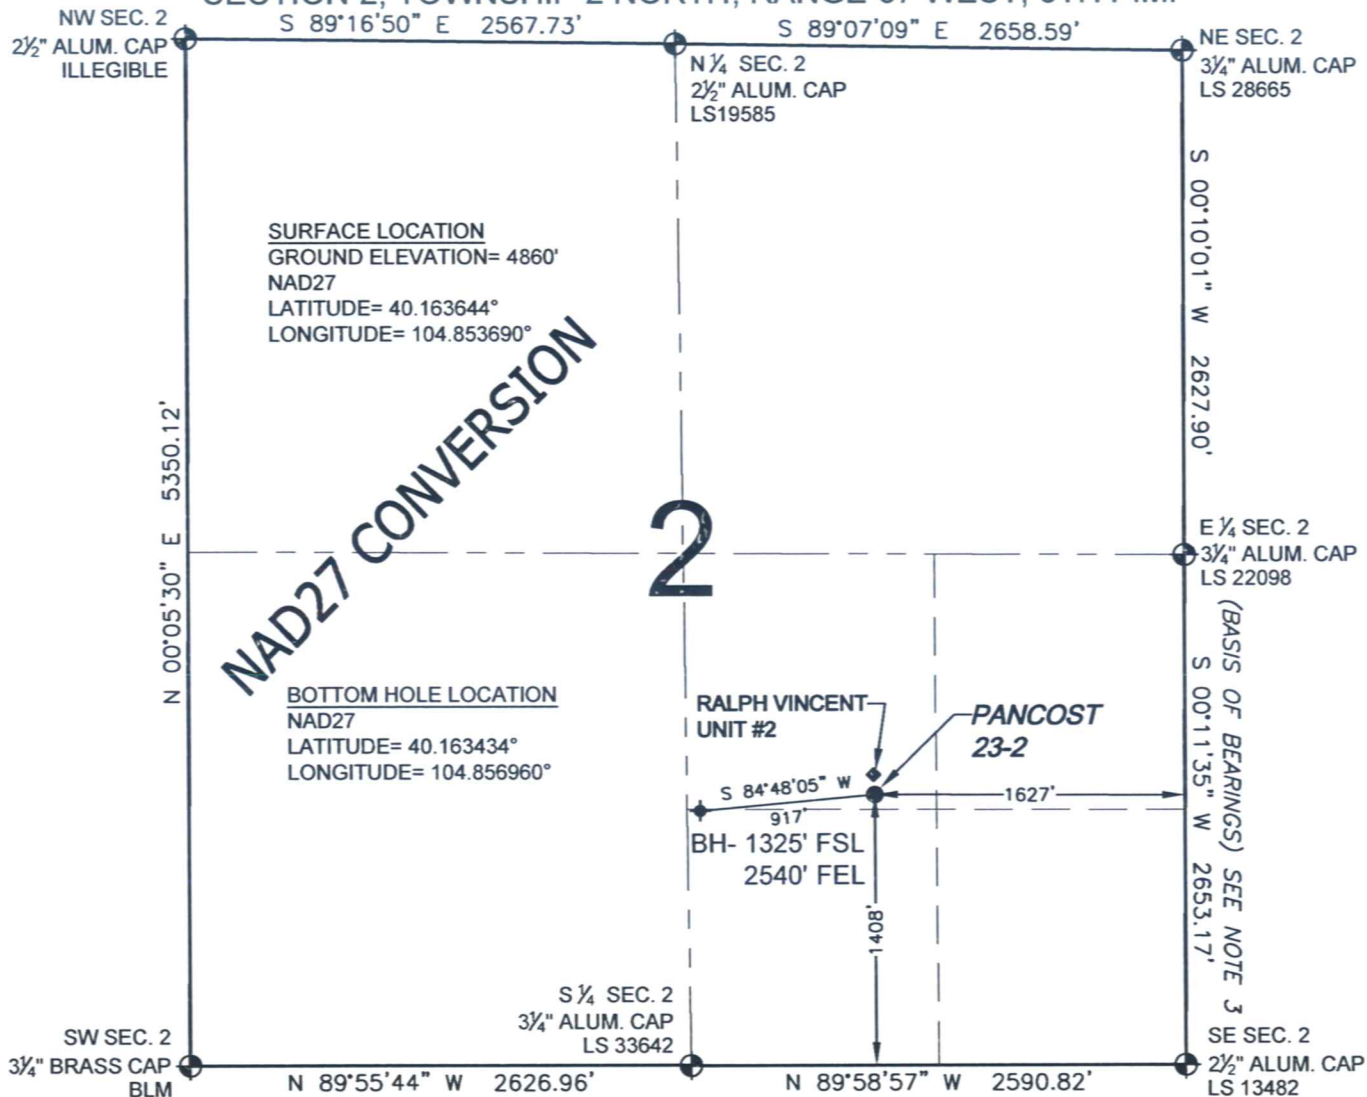 S 89°16'50" E 2567.73'
S 89°07'09" E 2658.59'
NW SEC. 2
2½" ALUM. CAP
ILLEGIBLE
N ¼ SEC. 2
2½" ALUM. CAP
LS19585
NE SEC. 2
3¼" ALUM. CAP
LS 28665
SURFACE LOCATION
GROUND ELEVATION= 4860'
NAD27
LATITUDE= 40.163644°
LONGITUDE= 104.853690°
S 00°10'01" W 2627.90'
NAD27 CONVERSION
N 00°05'30" E 5350.12'
2
E ¼ SEC. 2
3¼" ALUM. CAP
LS 22098
BOTTOM HOLE LOCATION
NAD27
LATITUDE= 40.163434°
LONGITUDE= 104.856960°
RALPH VINCENT
UNIT #2
PANCOST
23-2
S 84°48'05" W
917'
1627'
BH- 1325' FSL
2540' FEL
1408'
S 00°11'35" W 2653.17'
(BASIS OF BEARINGS) SEE NOTE 3
S ¼ SEC. 2
3¼" ALUM. CAP
LS 33642
SW SEC. 2
3¼" BRASS CAP
BLM
SE SEC. 2
2½" ALUM. CAP
LS 13482
N 89°55'44" W 2626.96'
N 89°58'57" W 2590.82'